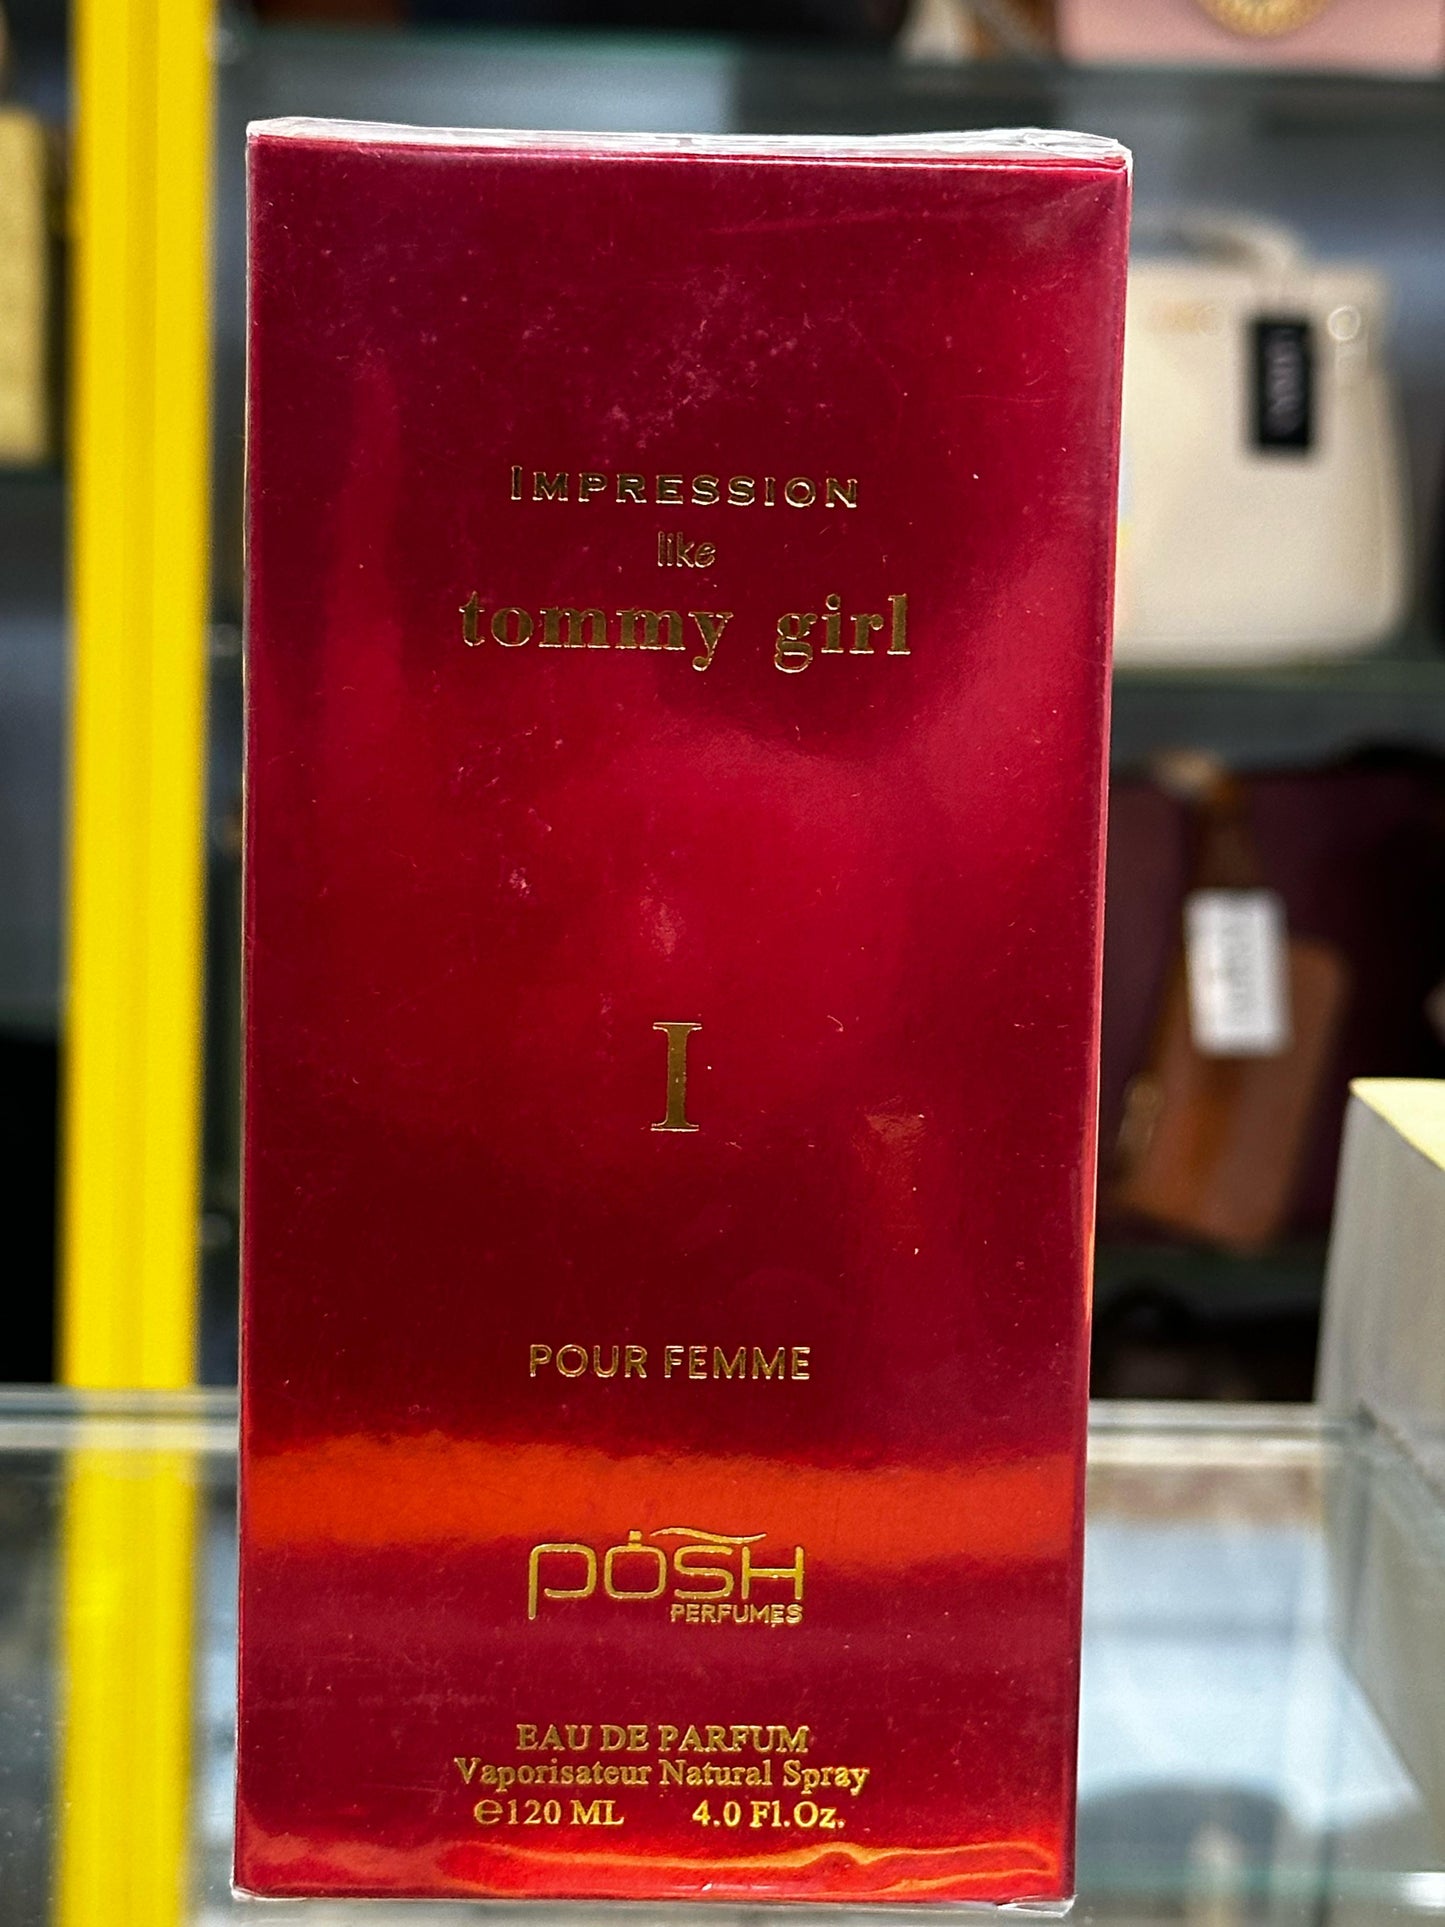 IMPRESSION
like
tommy girl
I
POUR FEMME
POSH
PERFUMES
EAU DE PARFUM
Vaporisateur Natural Spray
℮120 ML 4.0 Fl.Oz.